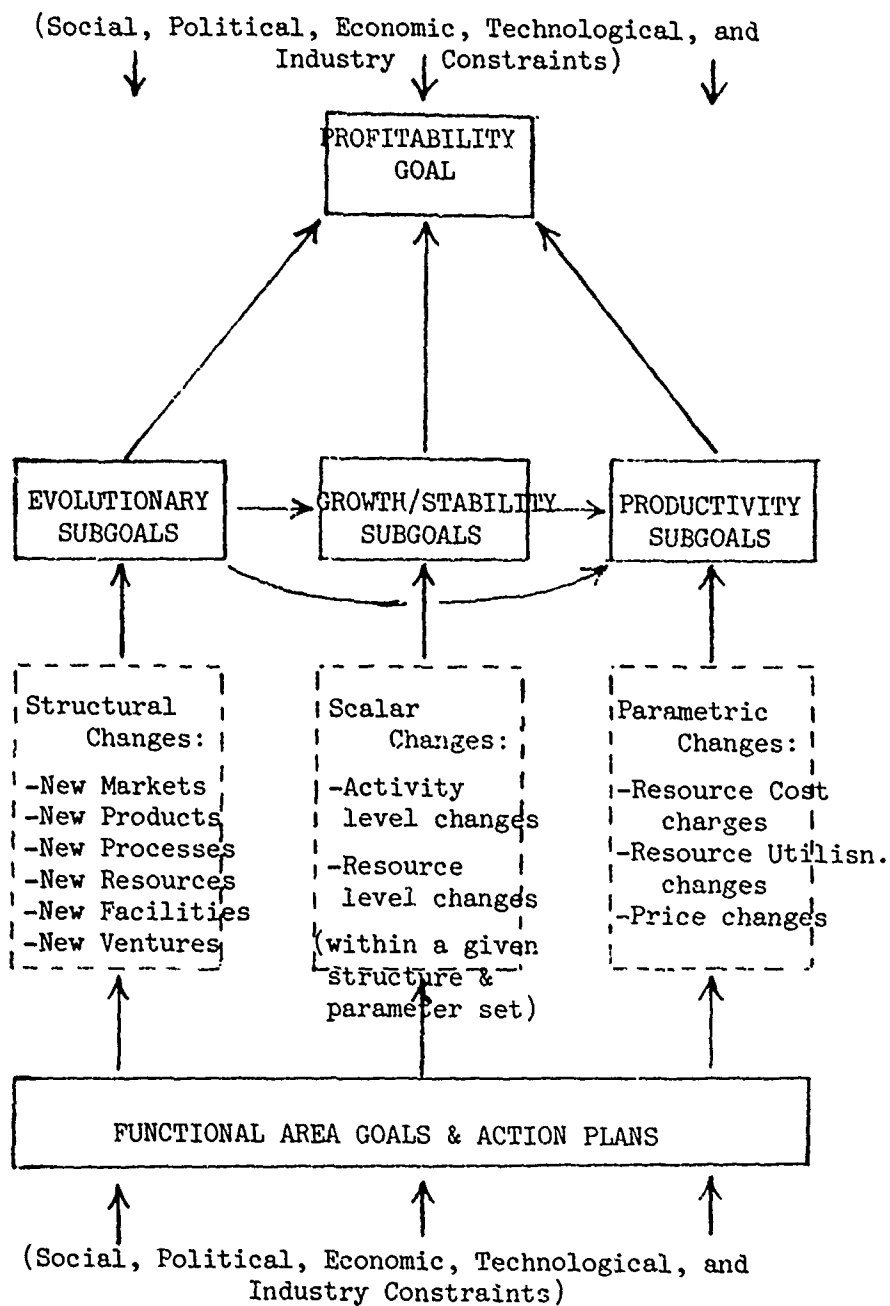 (Social, Political, Economic, Technological, and
Industry Constraints)
PROFITABILITY
GOAL
EVOLUTIONARY
SUBGOALS
GROWTH/STABILITY
SUBGOALS
PRODUCTIVITY
SUBGOALS
Structural
Changes:
-New Markets
-New Products
-New Processes
-New Resources
-New Facilities
-New Ventures
Scalar
Changes:
-Activity
level changes
-Resource
level changes
(within a given
structure &
parameter set)
Parametric
Changes:
-Resource Cost
charges
-Resource Utilisn.
changes
-Price changes
FUNCTIONAL AREA GOALS & ACTION PLANS
(Social, Political, Economic, Technological, and
Industry Constraints)